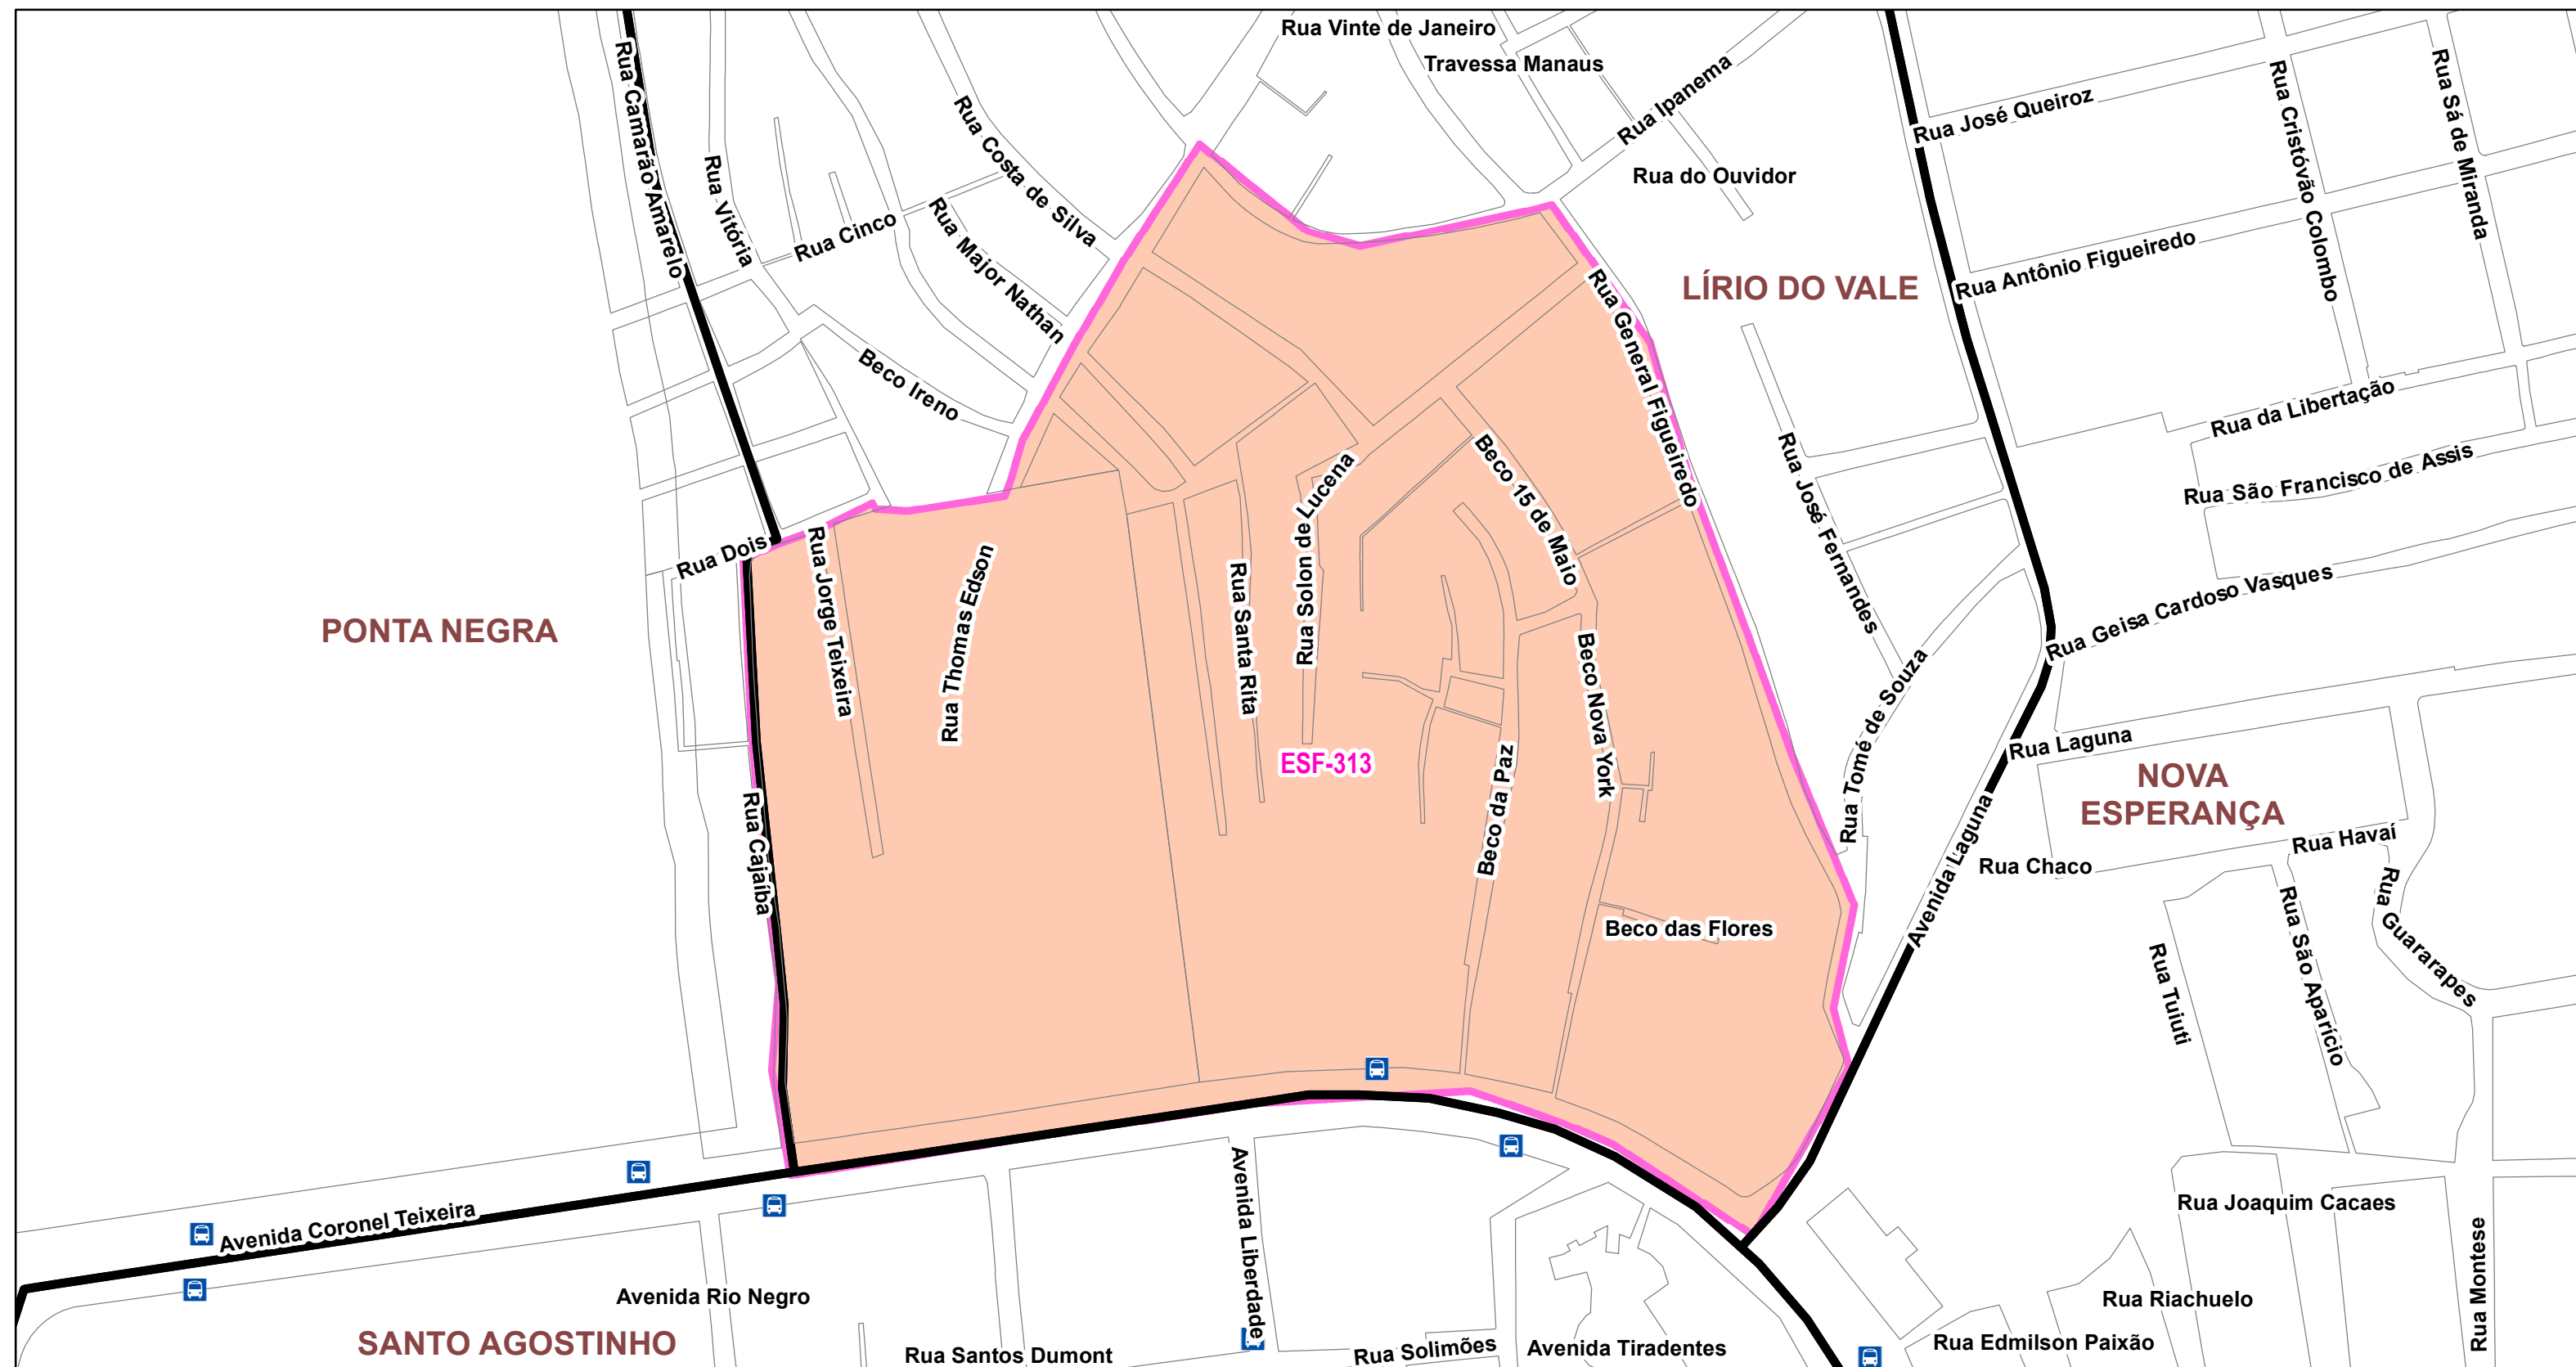 Rua Vinte de Janeiro
Travessa Manaus
Rua Ipanema
Rua Camarão Amarelo
Rua Vitória
Rua Costa de Silva
Rua Cinco
Rua Major Nathan
Beco Ireno
Rua do Ouvidor
Rua José Queiroz
Rua Cristóvão Colombo
Rua Sá de Miranda
Rua Antônio Figueiredo
LÍRIO DO VALE
Rua General Figueiredo
Rua da Libertação
Rua São Francisco de Assis
Rua José Fernandes
Rua Geisa Cardoso Vasques
Rua Dois
Rua Jorge Teixeira
Rua Thomas Edson
Rua Santa Rita
Rua Solou de Lucena
Beco 15 de Maio
PONTA NEGRA
Beco Nova York
Beco da Paz
ESF-313
Rua Tomé de Souza
Rua Laguna
NOVA
ESPERANÇA
Rua Cajaíba
Avenida Laguna
Rua Chaco
Rua Havaí
Rua Guararapes
Rua São Aparício
Rua Tuiuti
Beco das Flores
Avenida Coronel Teixeira
Avenida Liberdade
Rua Joaquim Cacaes
Rua Montese
Avenida Rio Negro
Rua Riachuelo
SANTO AGOSTINHO
Rua Santos Dumont
Rua Solimões
Avenida Tiradentes
Rua Edmilson Paixão